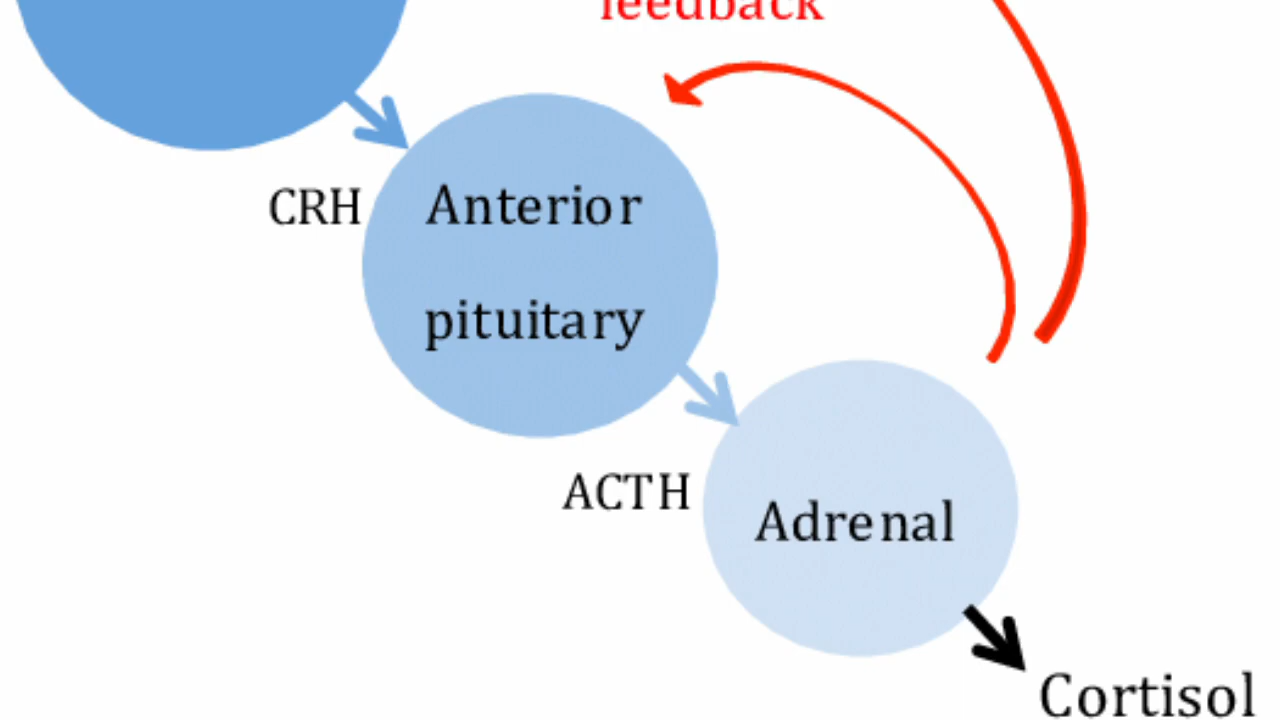 feedback
CRH
Anterior
pituitary
ACTH
Adrenal
Cortisol